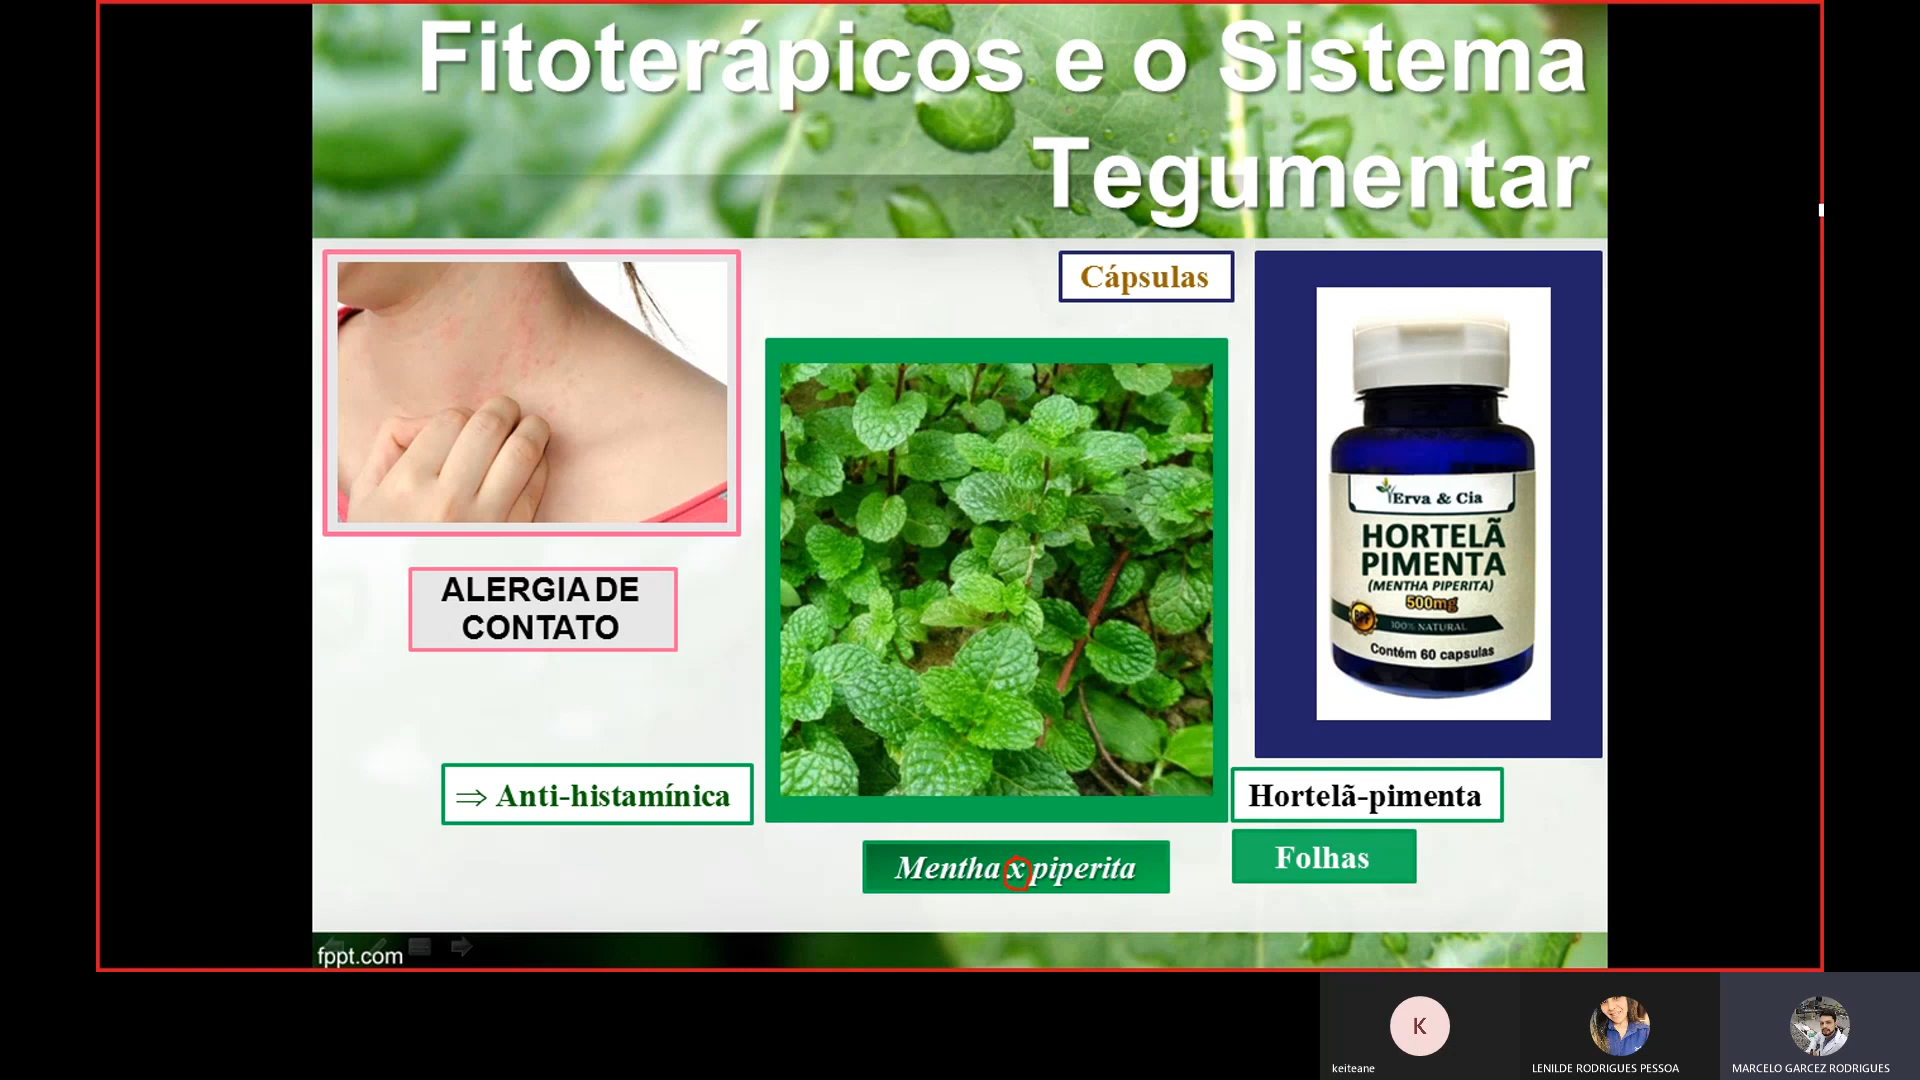 Fitoterápicos e o Sistema
Tegumentar
Cápsulas
Erva & Cia
HORTELÃ
PIMENTA
(MENTHA PIPERITA)
500mg
BPF
100% NATURAL
Contém 60 capsulas
ALERGIA DE
CONTATO
⇒ Anti-histamínica
Hortelã-pimenta
Mentha x piperita
Folhas
fppt.com
K
keiteane
LENILDE RODRIGUES PESSOA
MARCELO GARCEZ RODRIGUES